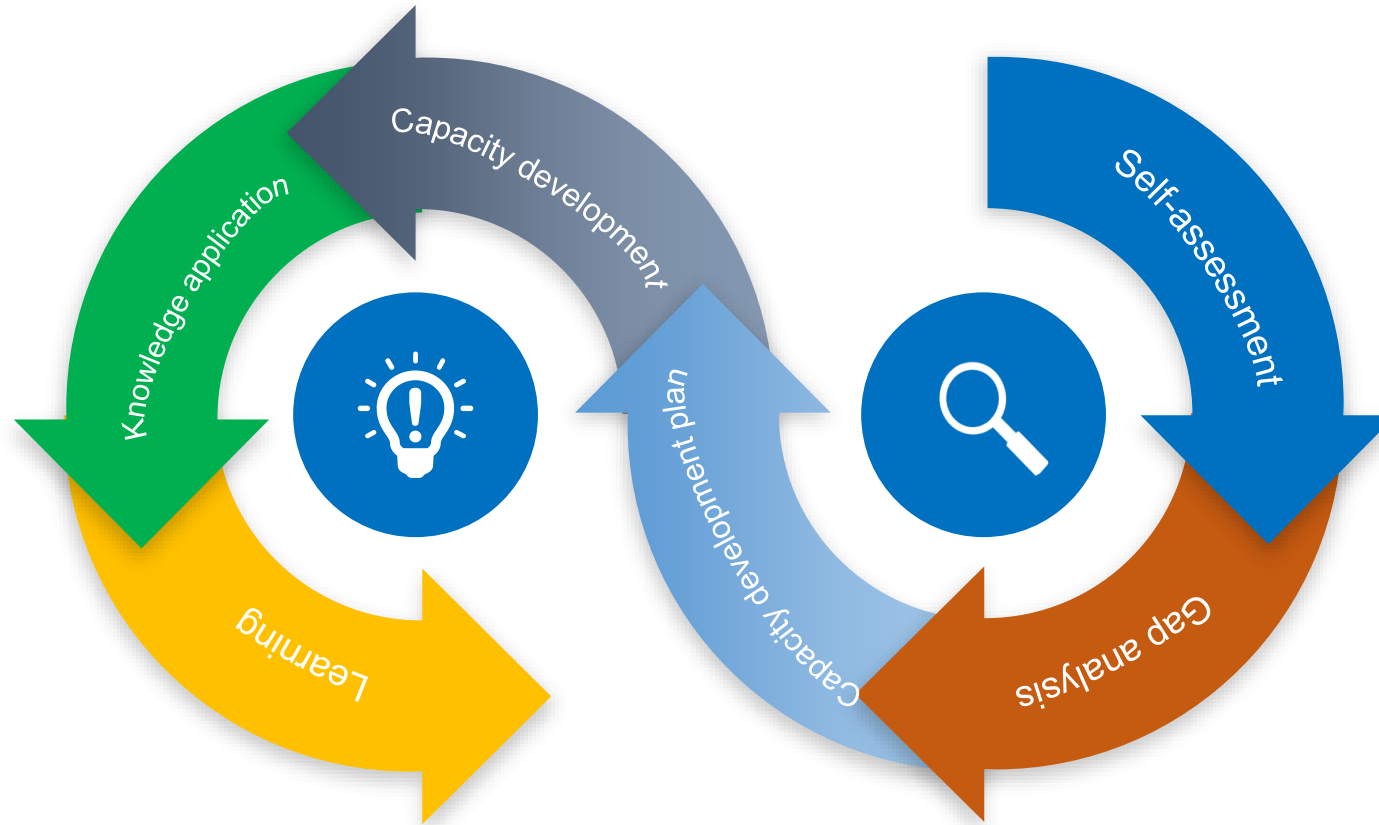 Self-assessment
Gap analysis
Capacity development plan
Capacity development
Knowledge application
Learning